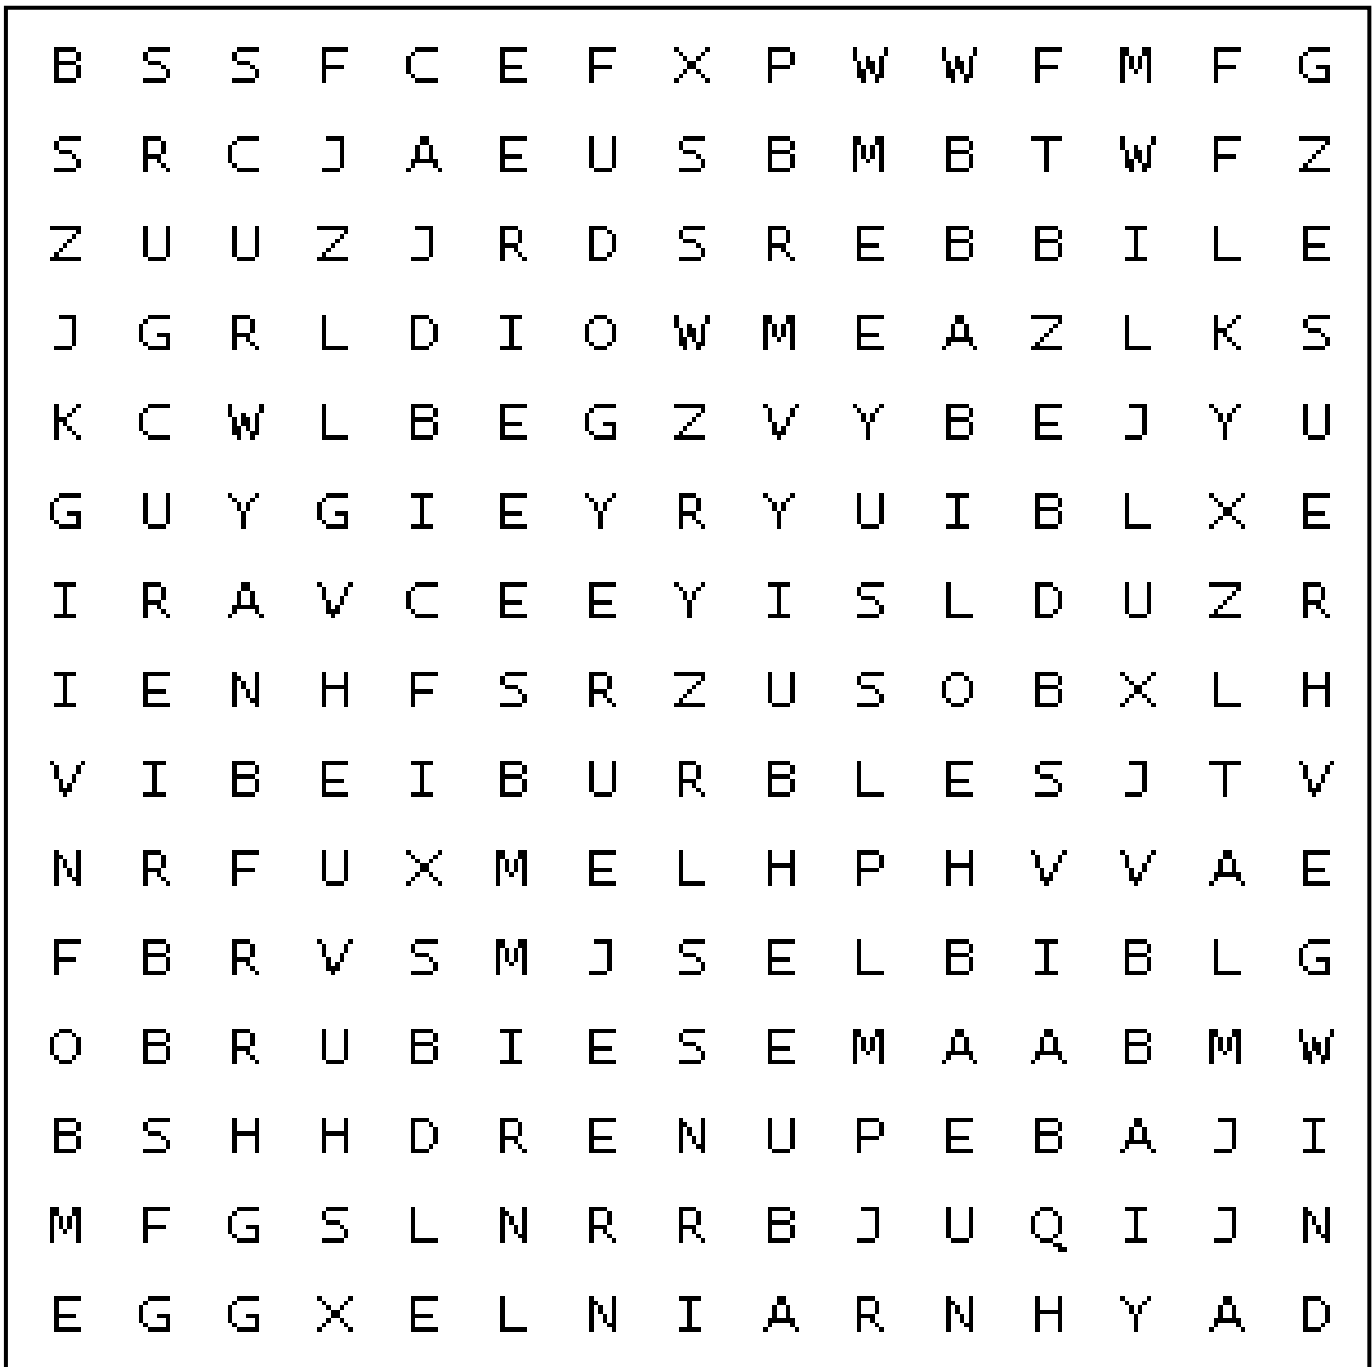 B S S F C E F X P W W F M F G
S R C J A E U S B M B T W F Z
Z U U Z J R D S R E B B I L E
J G R L D I O W M E A Z L K S
K C W L B E G Z V Y B E J Y U
G U Y G I E Y R Y U I B L X E
I R A V C E E Y I S L D U Z R
I E N H F S R Z U S O B X L H
V I B E I B U R B L E S J T V
N R F U X M E L H P H V V A E
F B R V S M J S E L B I B L G
O B R U B I E S E M A A B M W
B S H H D R E N U P E B A J I
M F G S L N R R B J U Q I J N
E G G X E L N I A R N H Y A D